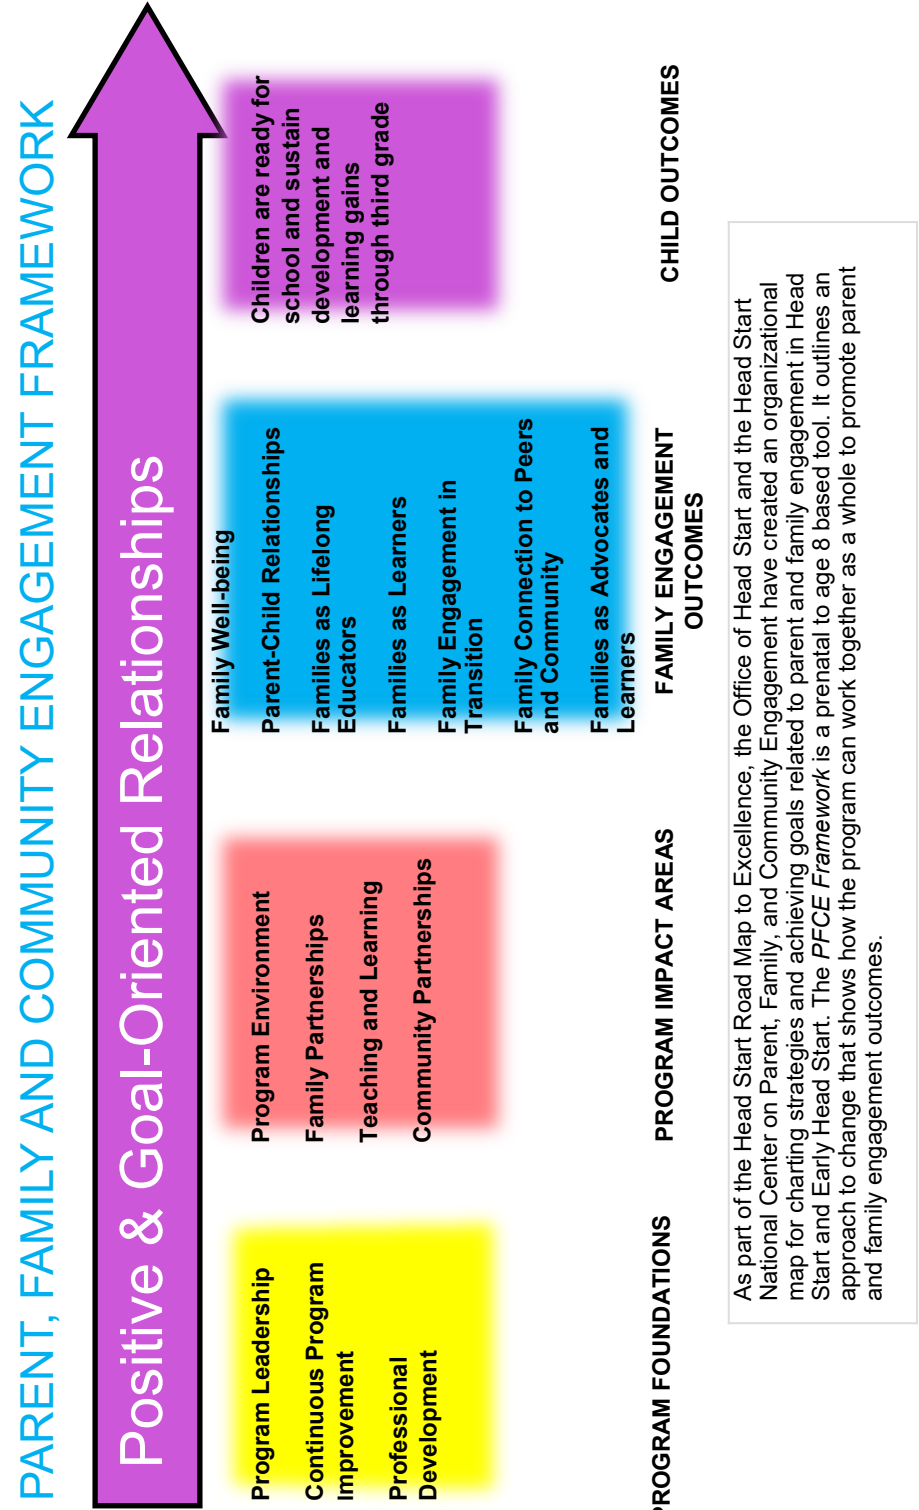 PARENT, FAMILY AND COMMUNITY ENGAGEMENT FRAMEWORK
Positive & Goal-Oriented Relationships
Program Leadership
Continuous Program
Improvement
Professional
Development
PROGRAM FOUNDATIONS
Program Environment
Family Partnerships
Teaching and Learning
Community Partnerships
PROGRAM IMPACT AREAS
Family Well-being
Parent-Child Relationships
Families as Lifelong
Educators
Families as Learners
Family Engagement in
Transition
Family Connection to Peers
and Community
Families as Advocates and
Learners
FAMILY ENGAGEMENT
OUTCOMES
Children are ready for
school and sustain
development and
learning gains
through third grade
CHILD OUTCOMES
As part of the Head Start Road Map to Excellence, the Office of Head Start and the Head Start
National Center on Parent, Family, and Community Engagement have created an organizational
map for charting strategies and achieving goals related to parent and family engagement in Head
Start and Early Head Start. The PFCE Framework is a prenatal to age 8 based tool. It outlines an
approach to change that shows how the program can work together as a whole to promote parent
and family engagement outcomes.